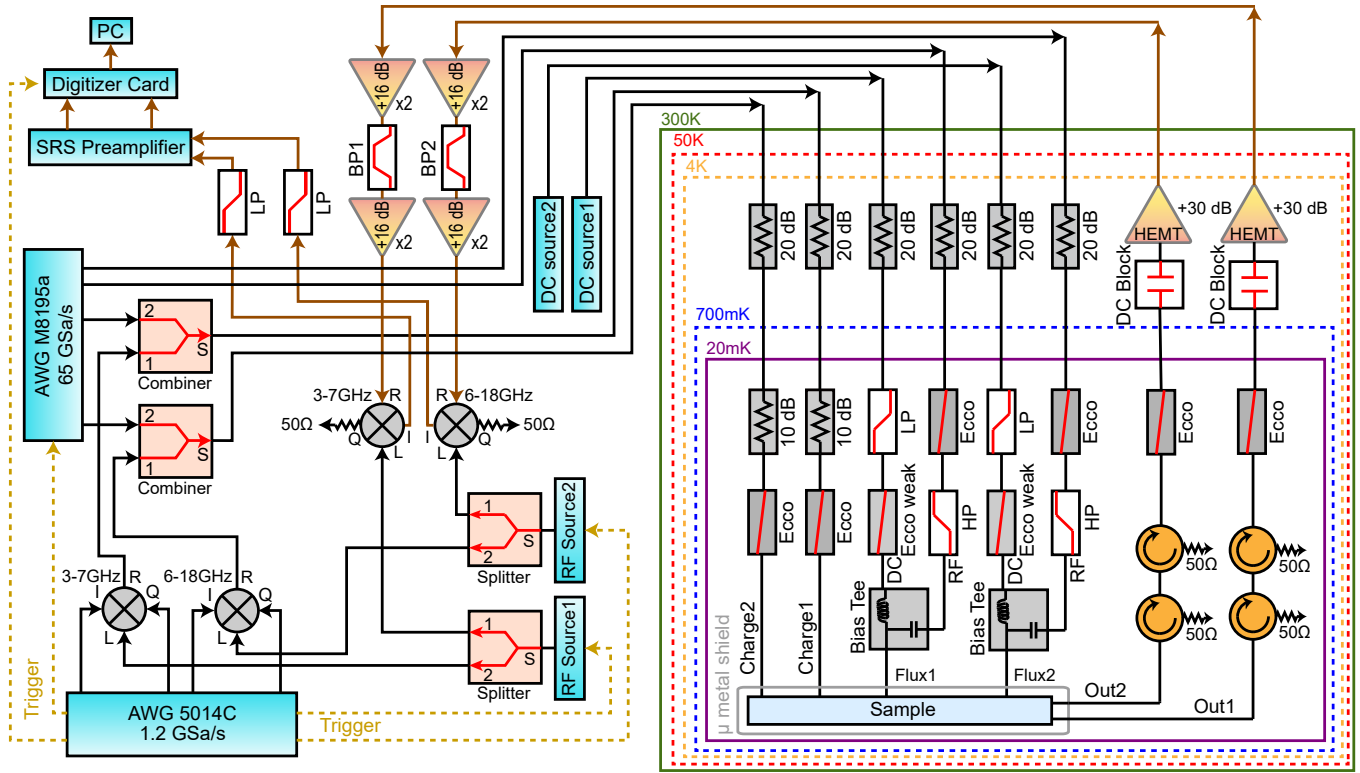 PC
Digitizer Card
SRS Preamplifier
LP
LP
+16 dB
x2
+16 dB
x2
BP1
BP2
+16 dB
x2
+16 dB
x2
DC source2
DC source1
AWG M8195a
65 GSa/s
2
1
S
Combiner
2
1
S
Combiner
3-7GHz
R
50Ω
Q
I
L
R
6-18GHz
I
Q
50Ω
L
1
2
S
Splitter
RF Source2
1
2
S
Splitter
RF Source1
3-7GHz
R
I
Q
L
6-18GHz
R
I
Q
L
Trigger
AWG 5014C
1.2 GSa/s
Trigger
300K
50K
4K
700mK
20mK
20 dB
20 dB
20 dB
20 dB
20 dB
20 dB
+30 dB
HEMT
+30 dB
HEMT
DC Block
DC Block
10 dB
10 dB
LP
Ecco
LP
Ecco
Ecco
Ecco
Ecco
Ecco
Ecco weak
HP
Ecco weak
HP
DC
RF
DC
RF
50Ω
50Ω
50Ω
50Ω
Charge2
Charge1
Bias Tee
Bias Tee
Flux1
Flux2
Out2
Out1
μ metal shield
Sample